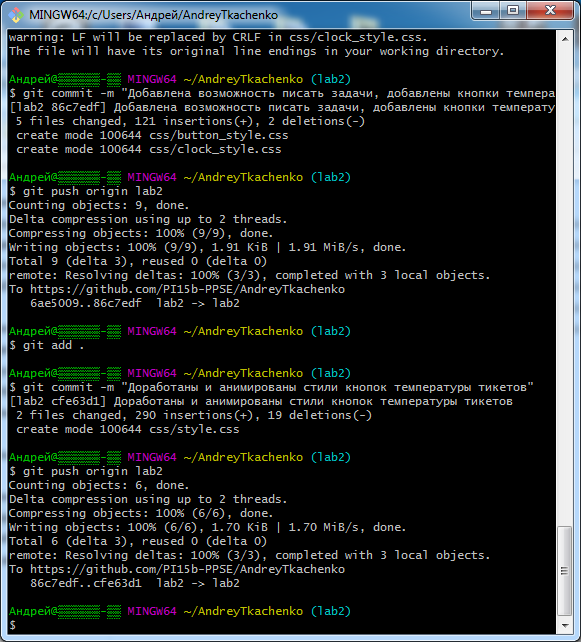 MINGW64:/c/Users/Андрей/AndreyTkachenko
warning: LF will be replaced by CRLF in css/clock_style.css.
The file will have its original line endings in your working directory.
Андрей@▒▒▒▒▒▒-▒▒ MINGW64 ~/AndreyTkachenko (lab2)
$ git commit -m "Добавлена возможность писать задачи, добавлены кнопки темпера
[lab2 86c7edf] Добавлена возможность писать задачи, добавлены кнопки температу
5 files changed, 121 insertions(+), 2 deletions(-)
create mode 100644 css/button_style.css
create mode 100644 css/clock_style.css
Андрей@▒▒▒▒▒▒-▒▒ MINGW64 ~/AndreyTkachenko (lab2)
$ git push origin lab2
Counting objects: 9, done.
Delta compression using up to 2 threads.
Compressing objects: 100% (9/9), done.
Writing objects: 100% (9/9), 1.91 KiB | 1.91 MiB/s, done.
Total 9 (delta 3), reused 0 (delta 0)
remote: Resolving deltas: 100% (3/3), completed with 3 local objects.
To https://github.com/PI15b-PPSE/AndreyTkachenko
6ae5009..86c7edf  lab2 -> lab2
Андрей@▒▒▒▒▒▒-▒▒ MINGW64 ~/AndreyTkachenko (lab2)
$ git add .
Андрей@▒▒▒▒▒▒-▒▒ MINGW64 ~/AndreyTkachenko (lab2)
$ git commit -m "Доработаны и анимированы стили кнопок температуры тикетов"
[lab2 cfe63d1] Доработаны и анимированы стили кнопок температуры тикетов
2 files changed, 290 insertions(+), 19 deletions(-)
create mode 100644 css/style.css
Андрей@▒▒▒▒▒▒-▒▒ MINGW64 ~/AndreyTkachenko (lab2)
$ git push origin lab2
Counting objects: 6, done.
Delta compression using up to 2 threads.
Compressing objects: 100% (6/6), done.
Writing objects: 100% (6/6), 1.70 KiB | 1.70 MiB/s, done.
Total 6 (delta 3), reused 0 (delta 0)
remote: Resolving deltas: 100% (3/3), completed with 3 local objects.
To https://github.com/PI15b-PPSE/AndreyTkachenko
86c7edf..cfe63d1  lab2 -> lab2
Андрей@▒▒▒▒▒▒-▒▒ MINGW64 ~/AndreyTkachenko (lab2)
$